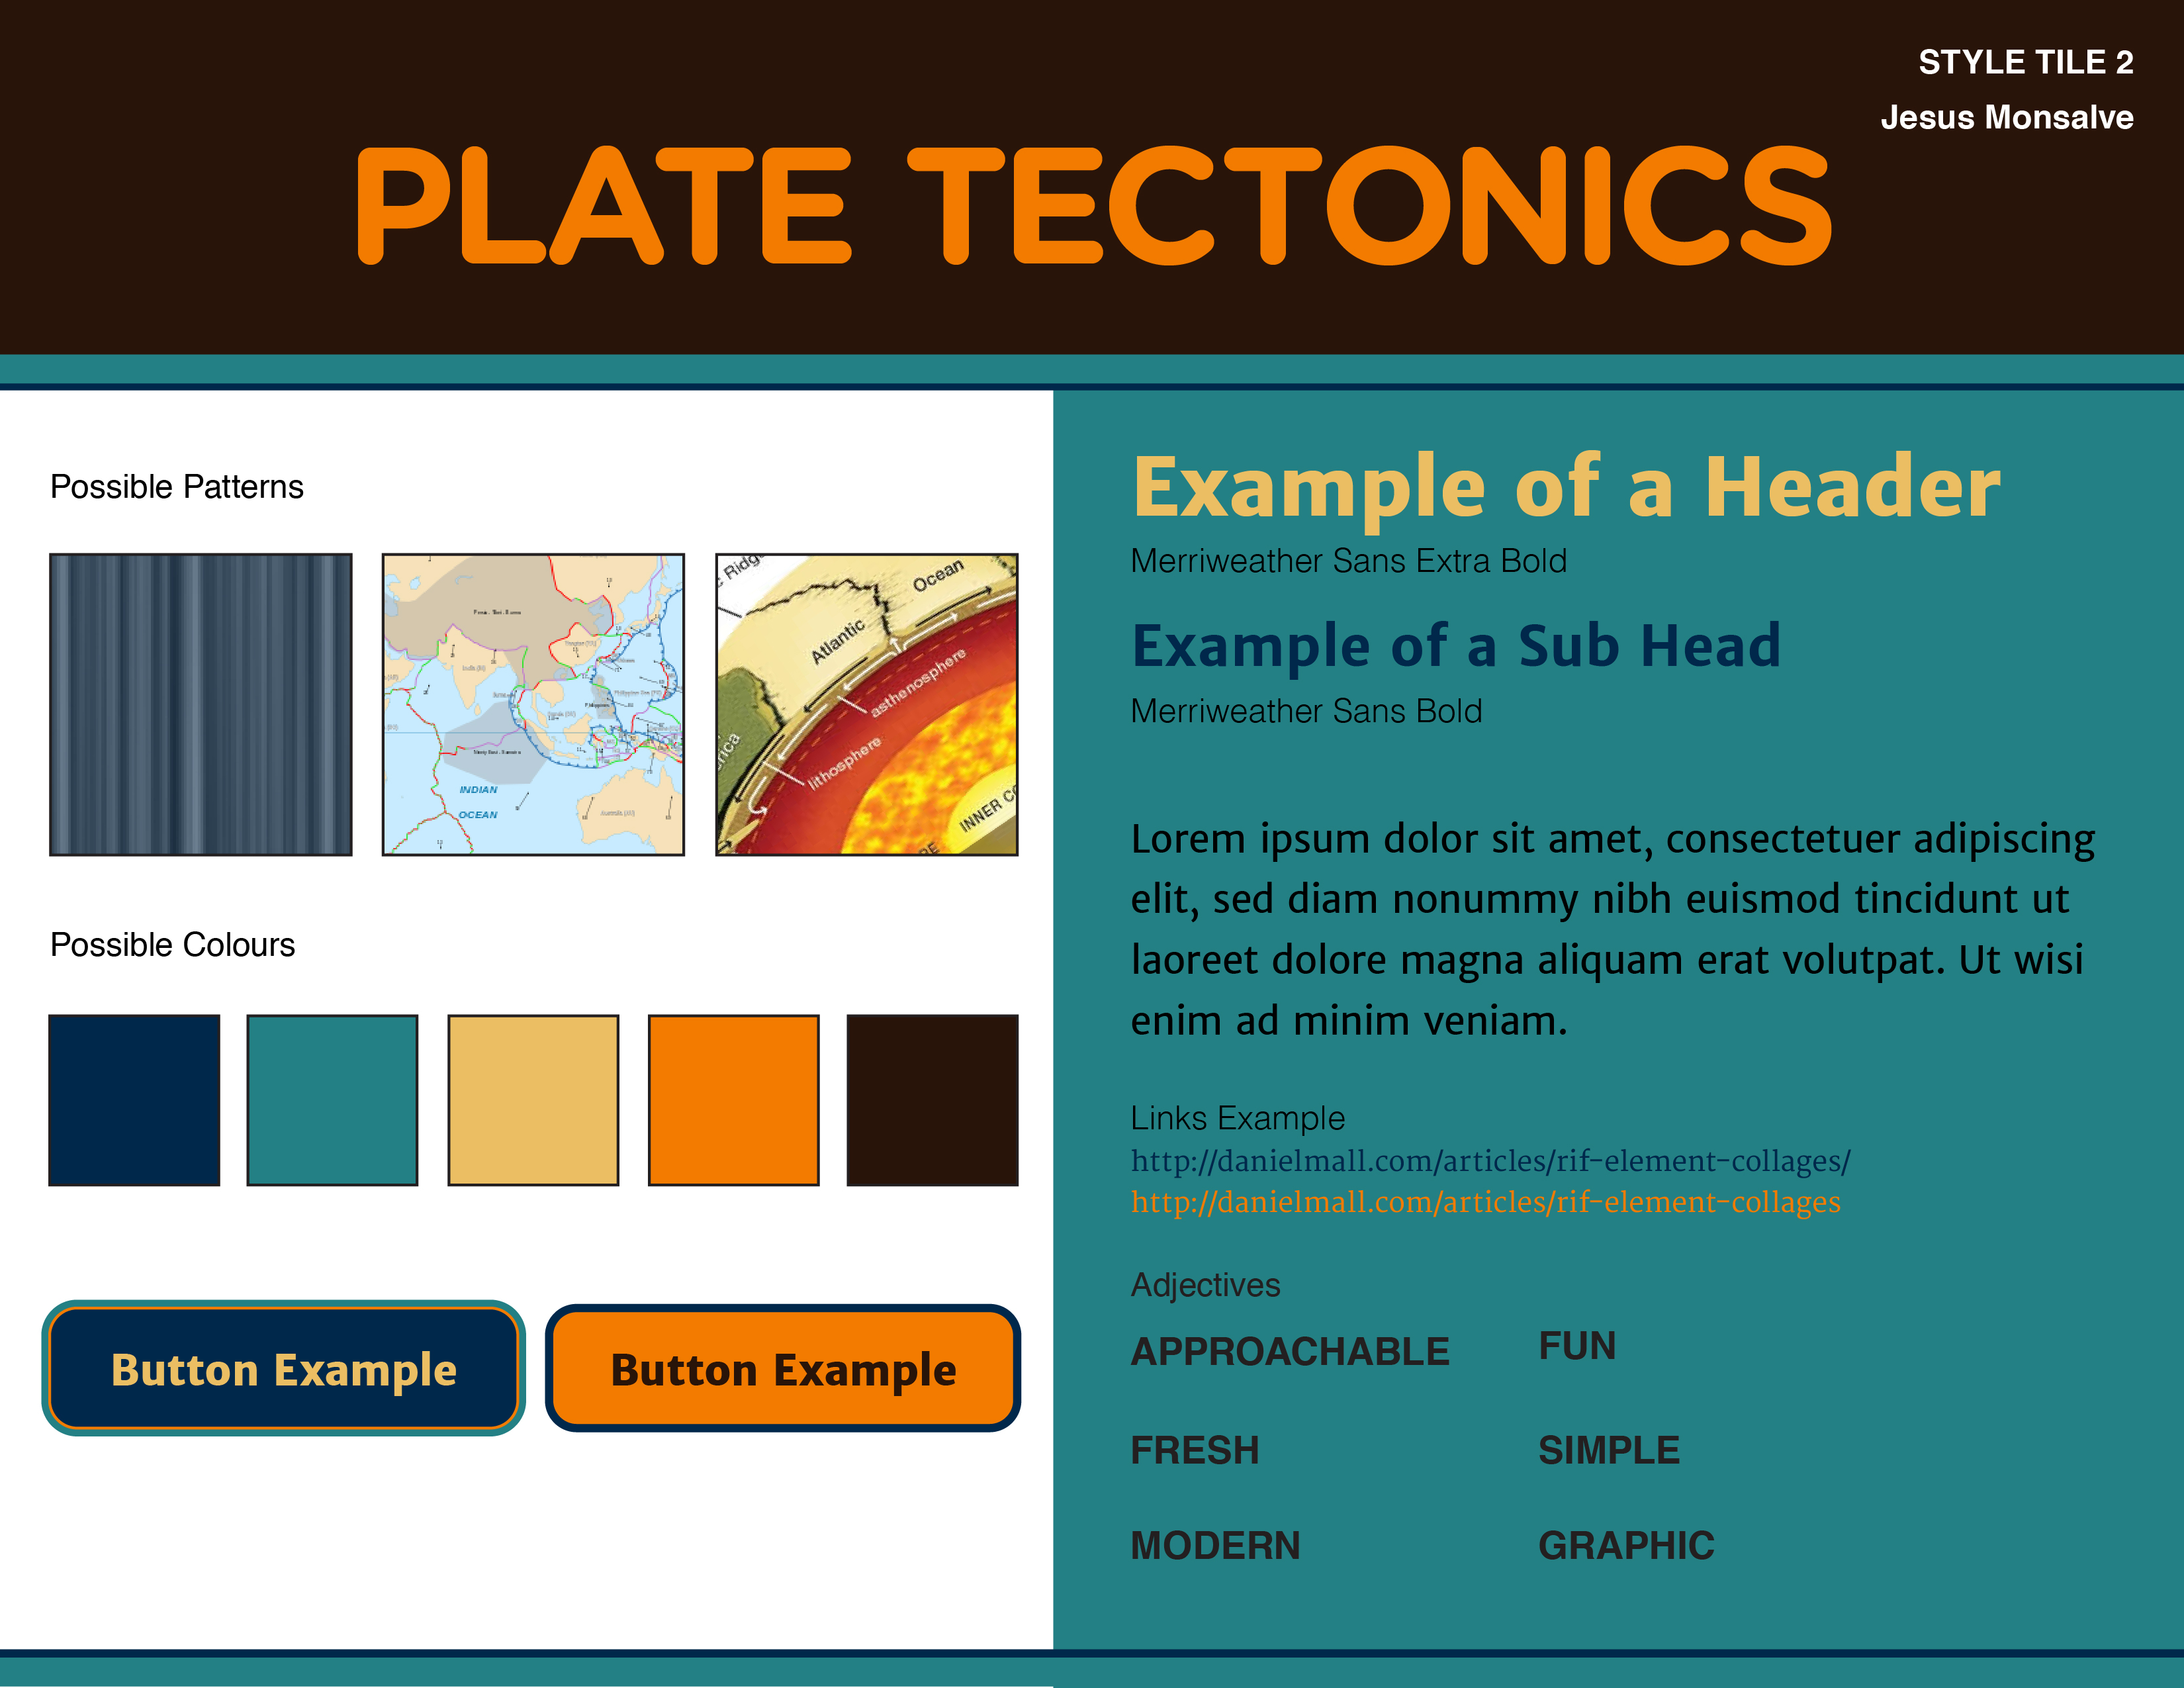 STYLE TILE 2
Jesus Monsalve
PLATE TECTONICS
Possible Patterns
INDIAN
OCEAN
Ocean
Atlantic
asthenosphere
lithosphere
INNER
Possible Colours
Button Example
Button Example
Example of a Header
Merriweather Sans Extra Bold
Example of a Sub Head
Merriweather Sans Bold
Lorem ipsum dolor sit amet, consectetuer adipiscing
elit, sed diam nonummy nibh euismod tincidunt ut
laoreet dolore magna aliquam erat volutpat. Ut wisi
enim ad minim veniam.
Links Example
http://danielmall.com/articles/rif-element-collages/
http://danielmall.com/articles/rif-element-collages
Adjectives
APPROACHABLE FUN
FRESH SIMPLE
MODERN GRAPHIC